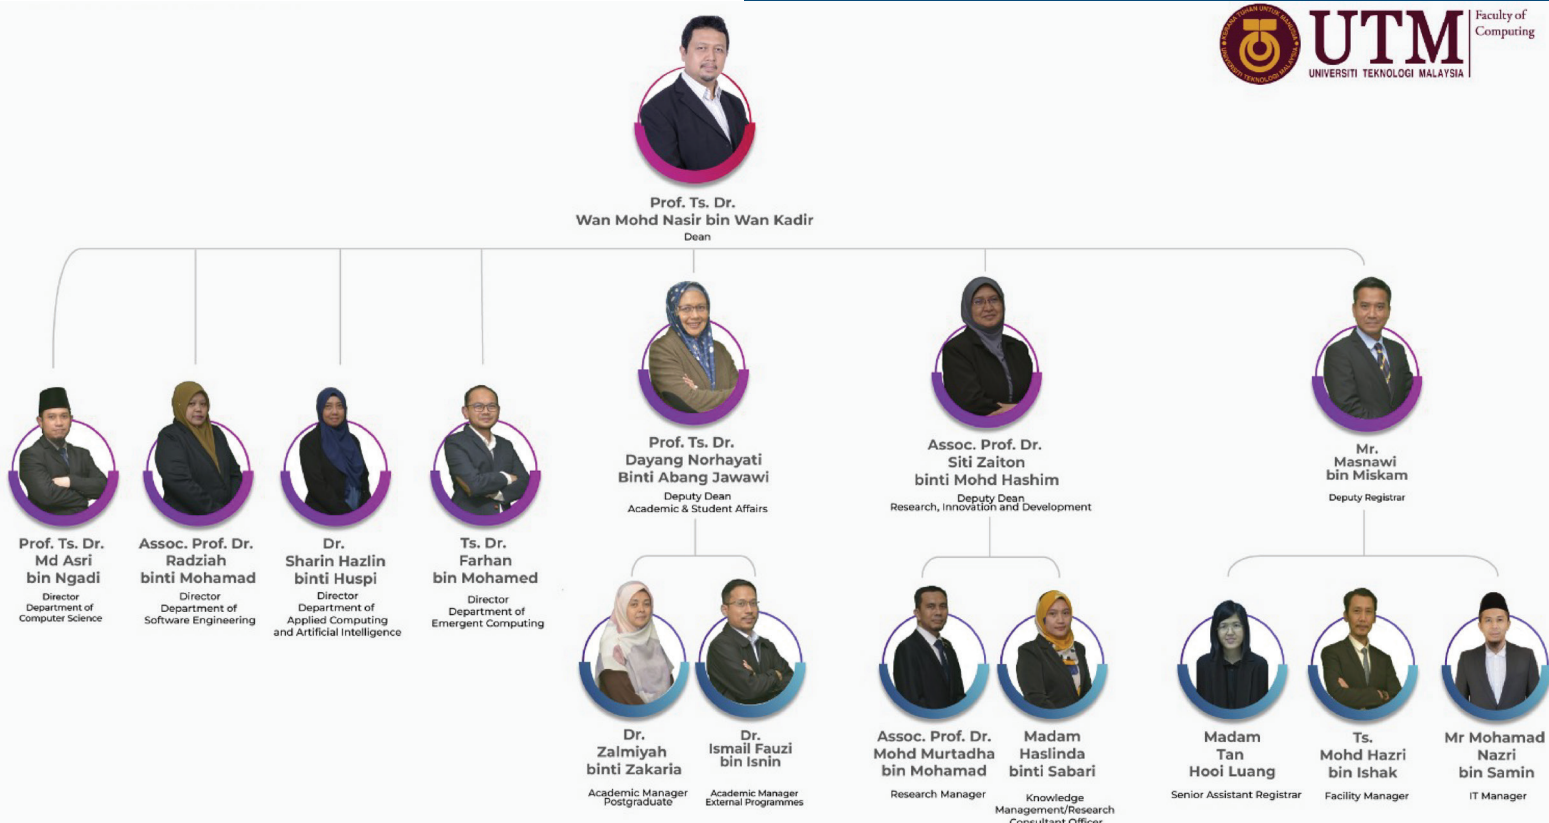 UTM
UNIVERSITI TEKNOLOGI MALAYSIA
Faculty of
Computing
Prof. Ts. Dr.
Wan Mohd Nasir bin Wan Kadir
Dean
Prof. Ts. Dr.
Dayang Norhayati
Binti Abang Jawawi
Deputy Dean
Academic & Student Affairs
Assoc. Prof. Dr.
Siti Zaiton
binti Mohd Hashim
Deputy Dean
Research, Innovation and Development
Mr.
Masnawi
bin Miskam
Deputy Registrar
Prof. Ts. Dr.
Md Asri
bin Ngadi
Director
Department of
Computer Science
Assoc. Prof. Dr.
Radziah
binti Mohamad
Director
Department of
Software Engineering
Dr.
Sharin Hazlin
binti Huspi
Director
Department of
Applied Computing
and Artificial Intelligence
Ts. Dr.
Farhan
bin Mohamed
Director
Department of
Emergent Computing
Dr.
Zalmiyah
binti Zakaria
Academic Manager
Postgraduate
Dr.
Ismail Fauzi
bin Isnin
Academic Manager
External Programmes
Assoc. Prof. Dr.
Mohd Murtadha
bin Mohamad
Research Manager
Madam
Haslinda
binti Sabari
Knowledge
Management/Research
Consultant Officer
Madam
Tan
Hooi Luang
Senior Assistant Registrar
Ts.
Mohd Hazri
bin Ishak
Facility Manager
Mr Mohamad
Nazri
bin Samin
IT Manager